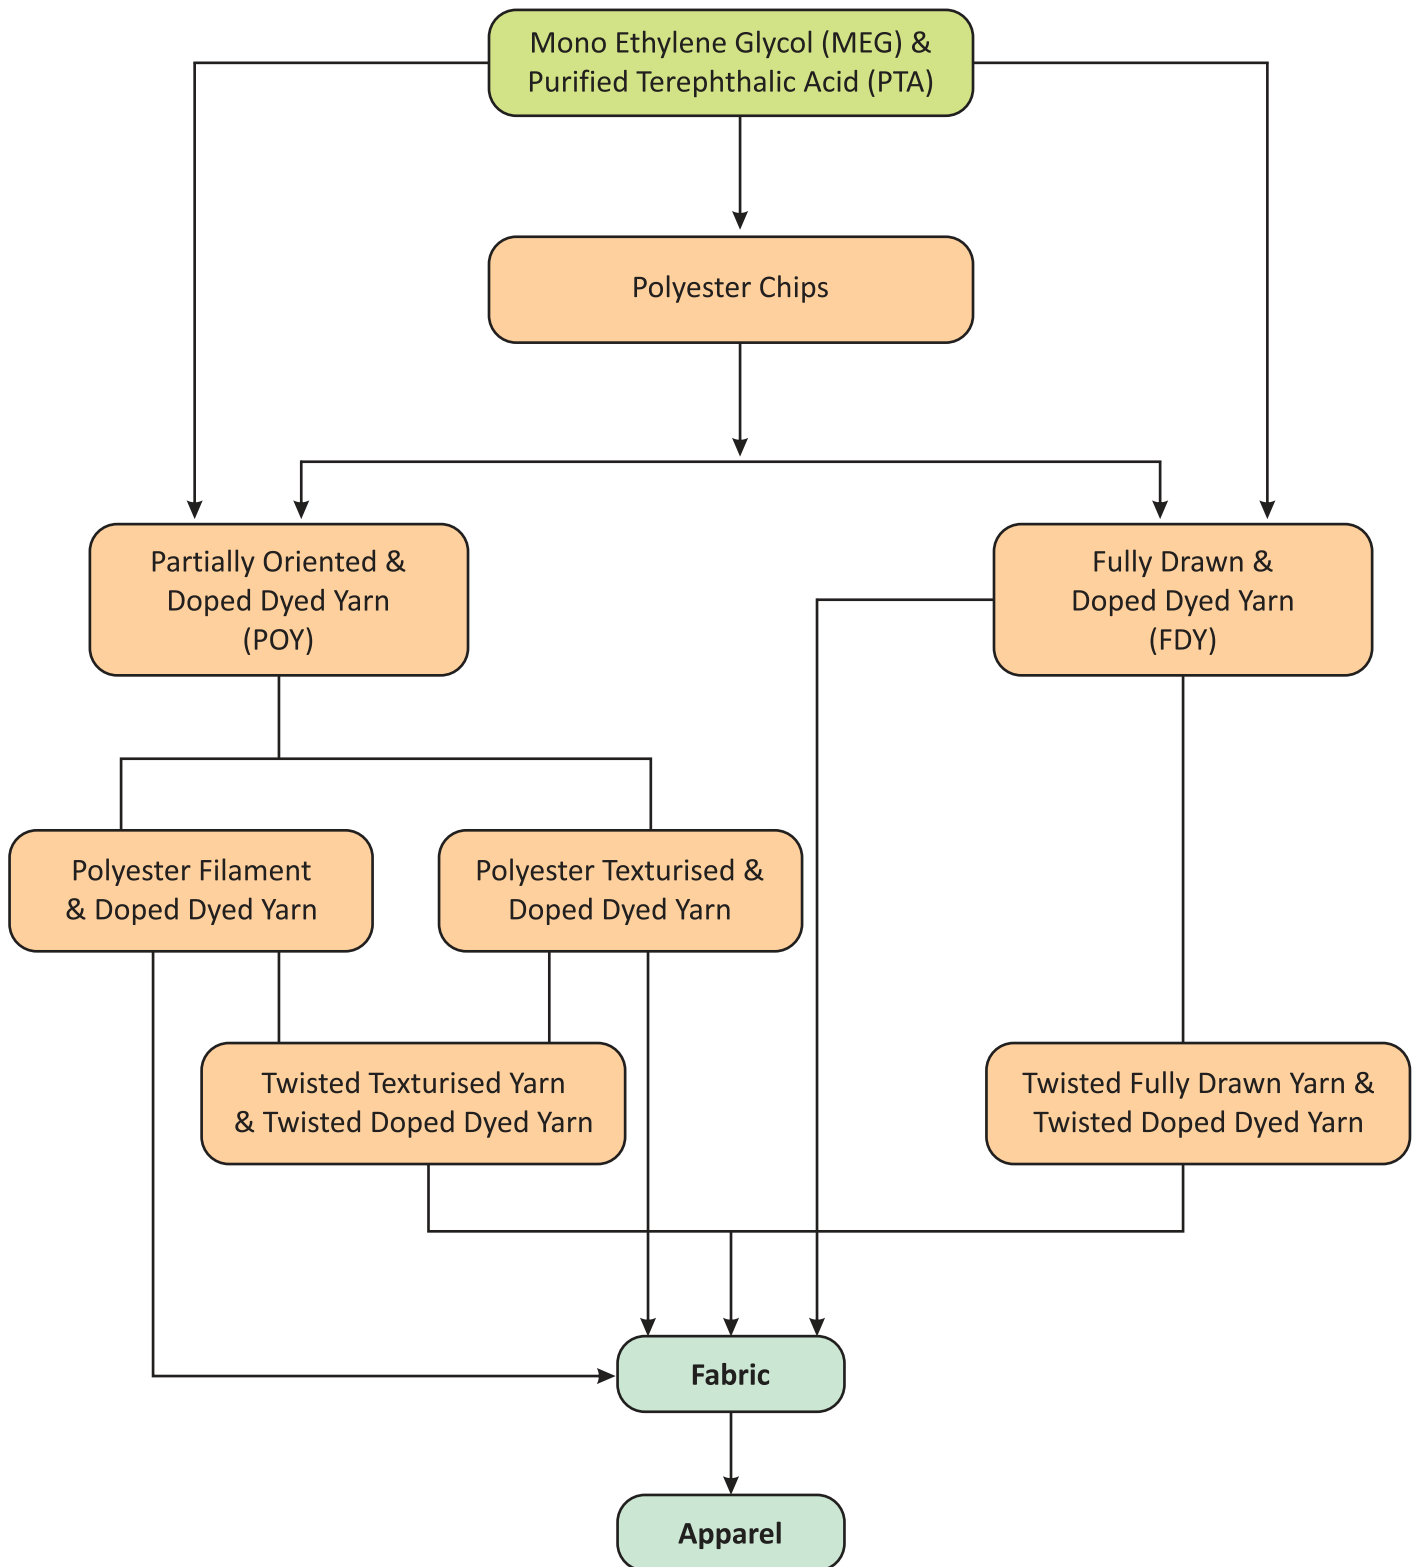 Mono Ethylene Glycol (MEG) &
Purified Terephthalic Acid (PTA)
Polyester Chips
Partially Oriented &
Doped Dyed Yarn
(POY)
Fully Drawn &
Doped Dyed Yarn
(FDY)
Polyester Filament
& Doped Dyed Yarn
Polyester Texturised &
Doped Dyed Yarn
Twisted Texturised Yarn
& Twisted Doped Dyed Yarn
Twisted Fully Drawn Yarn &
Twisted Doped Dyed Yarn
Fabric
Apparel